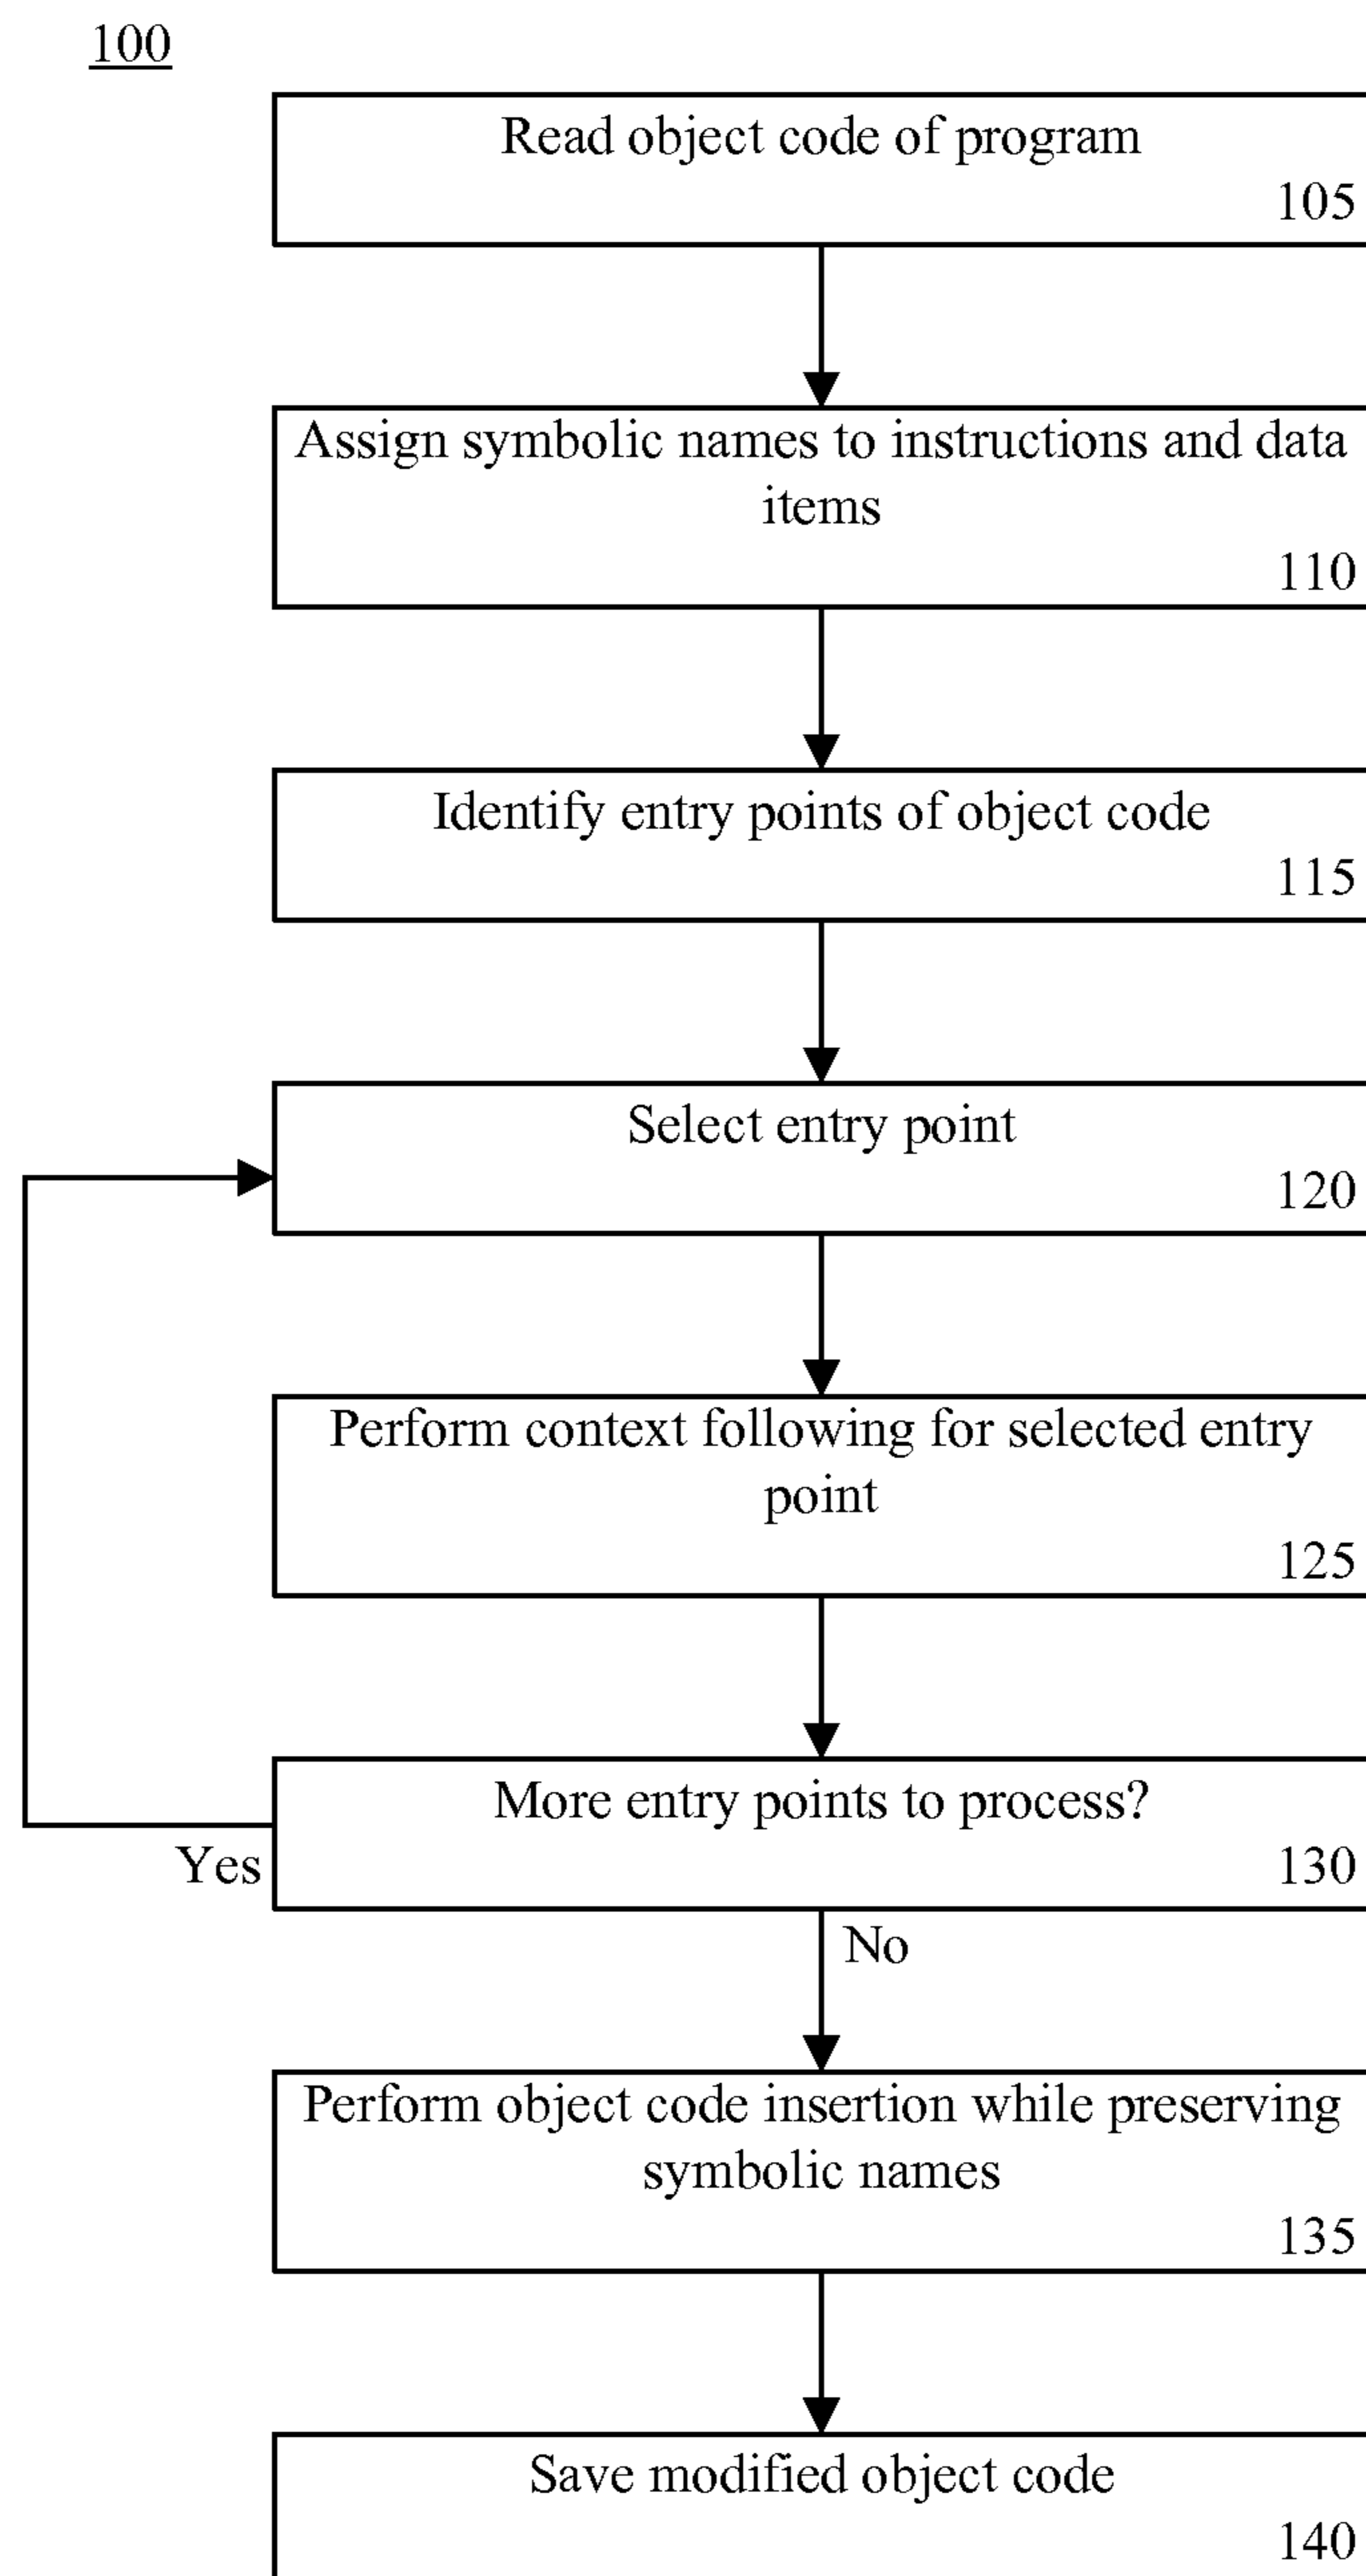 100
Read object code of program
105
Assign symbolic names to instructions and data
items
110
Identify entry points of object code
115
Select entry point
120
Perform context following for selected entry
point
125
More entry points to process?
130
Yes
No
Perform object code insertion while preserving
symbolic names
135
Save modified object code
140